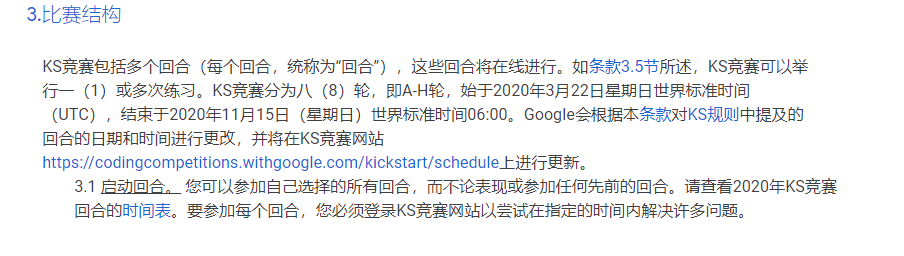 3.比赛结构
KS竞赛包括多个回合（每个回合，统称为“回合”），这些回合将在线进行。如条款3.5节所述，KS竞赛可以举
行一（1）或多次练习。KS竞赛分为八（8）轮，即A-H轮，始于2020年3月22日星期日世界标准时间
（UTC），结束于2020年11月15日（星期日）世界标准时间06:00。Google会根据本条款对KS规则中提及的
回合的日期和时间进行更改，并将在KS竞赛网站
https://codingcompetitions.withgoogle.com/kickstart/schedule上进行更新。
3.1 启动回合。 您可以参加自己选择的所有回合，而不论表现或参加任何先前的回合。请查看2020年KS竞赛
回合的时间表。要参加每个回合，您必须登录KS竞赛网站以尝试在指定的时间内解决许多问题。